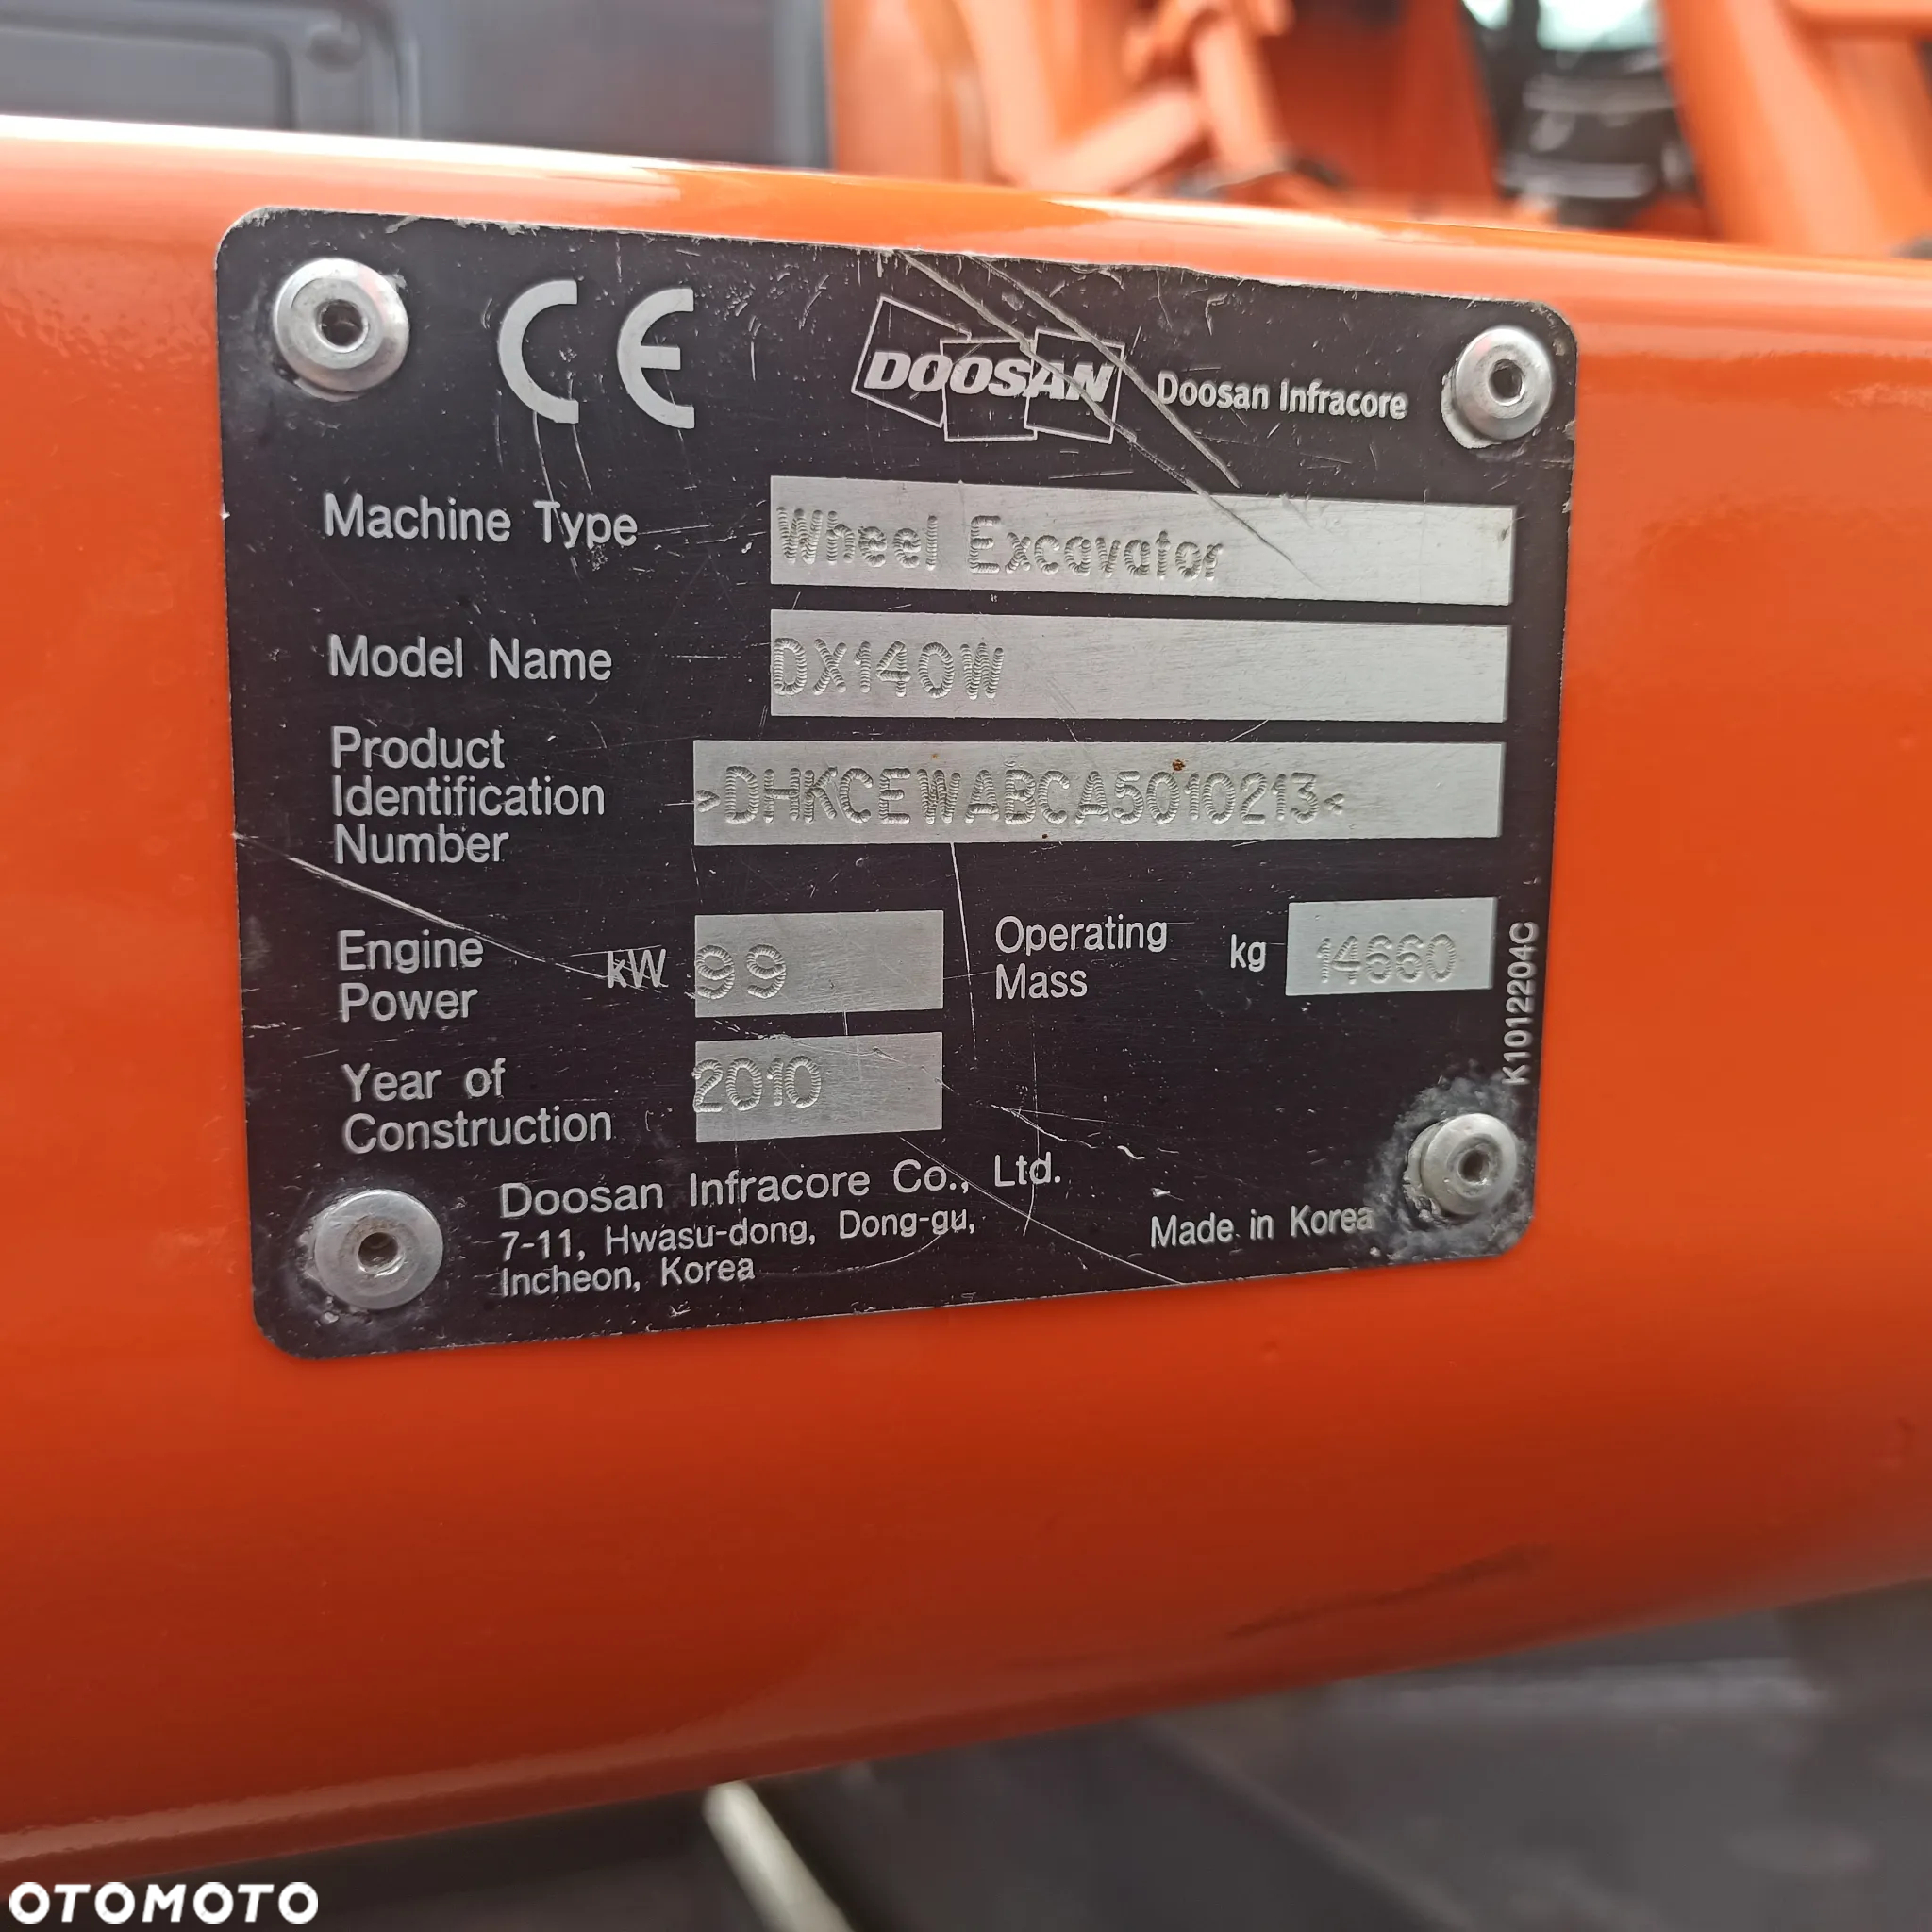 CE
DOOSAN Doosan Infracore
Machine Type Wheel Excavator
Model Name DX140W
Product
Identification
Number
>DHKCEWABCA5010213<
Engine
Power
kW 99
Operating
Mass
kg 14660
Year of
Construction
2010
K1012204C
Doosan Infracore Co., Ltd.
7-11, Hwasu-dong, Dong-gu,
Incheon, Korea
Made in Korea
OTOMOTO